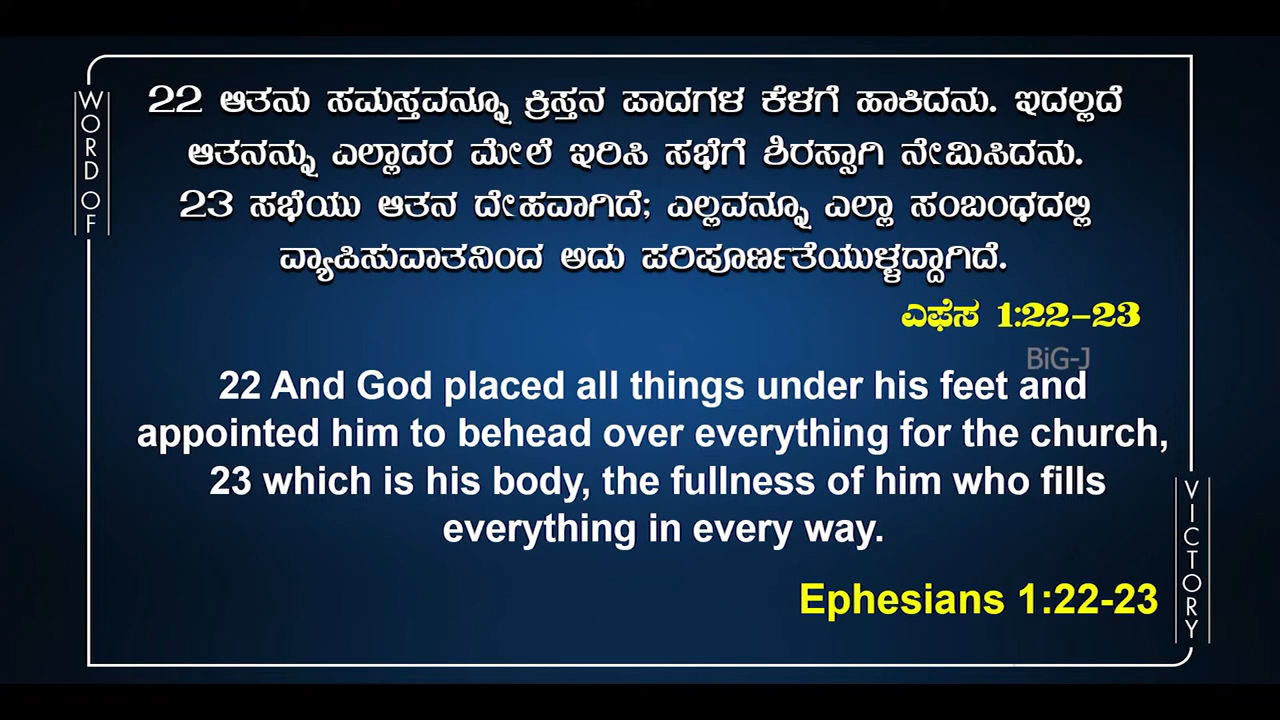 WORD OF
22 ಆತನು ಸಮಸ್ತವನ್ನೂ ಕ್ರಿಸ್ತನ ಪಾದಗಳ ಕೆಳಗೆ ಹಾಕಿದನು. ಇದಲ್ಲದೆ
ಆತನನ್ನು ಎಲ್ಲಾದರ ಮೇಲೆ ಇರಿಸಿ ಸಭೆಗೆ ಶಿರಸ್ಸಾಗಿ ನೇಮಿಸಿದನು.
23 ಸಭೆಯು ಆತನ ದೇಹವಾಗಿದೆ; ಎಲ್ಲವನ್ನೂ ಎಲ್ಲಾ ಸಂಬಂಧದಲ್ಲಿ
ವ್ಯಾಪಿಸುವಾತನಿಂದ ಅದು ಪರಿಪೂರ್ಣತೆಯುಳ್ಳದ್ದಾಗಿದೆ.
ಎಫೆಸ 1:22-23
BiG-J
22 And God placed all things under his feet and
appointed him to behead over everything for the church,
23 which is his body, the fullness of him who fills
everything in every way.
Ephesians 1:22-23
VICTORY